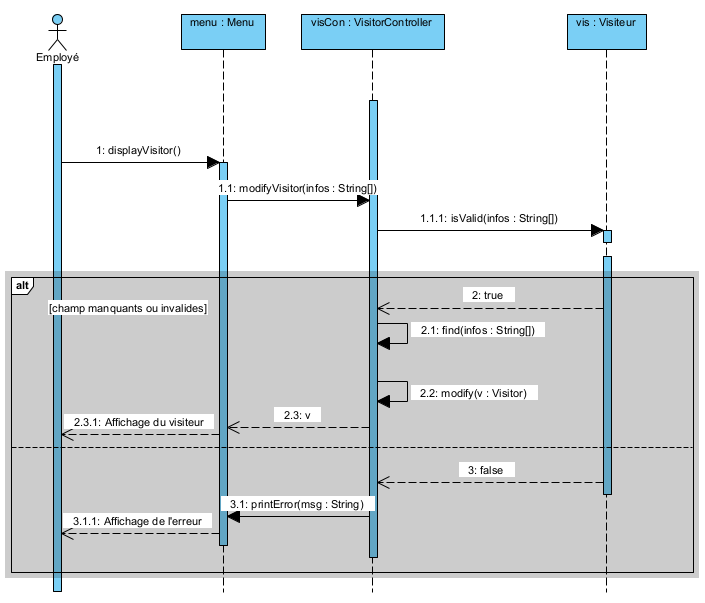 menu : Menu
visCon : VisitorController
vis : Visiteur
Employé
1: displayVisitor()
1.1: modifyVisitor(infos : String[])
1.1.1: isValid(infos : String[])
alt
[champ manquants ou invalides]
2: true
2.1: find(infos : String[])
2.2: modify(v : Visitor)
2.3: v
2.3.1: Affichage du visiteur
3: false
3.1: printError(msg : String)
3.1.1: Affichage de l'erreur